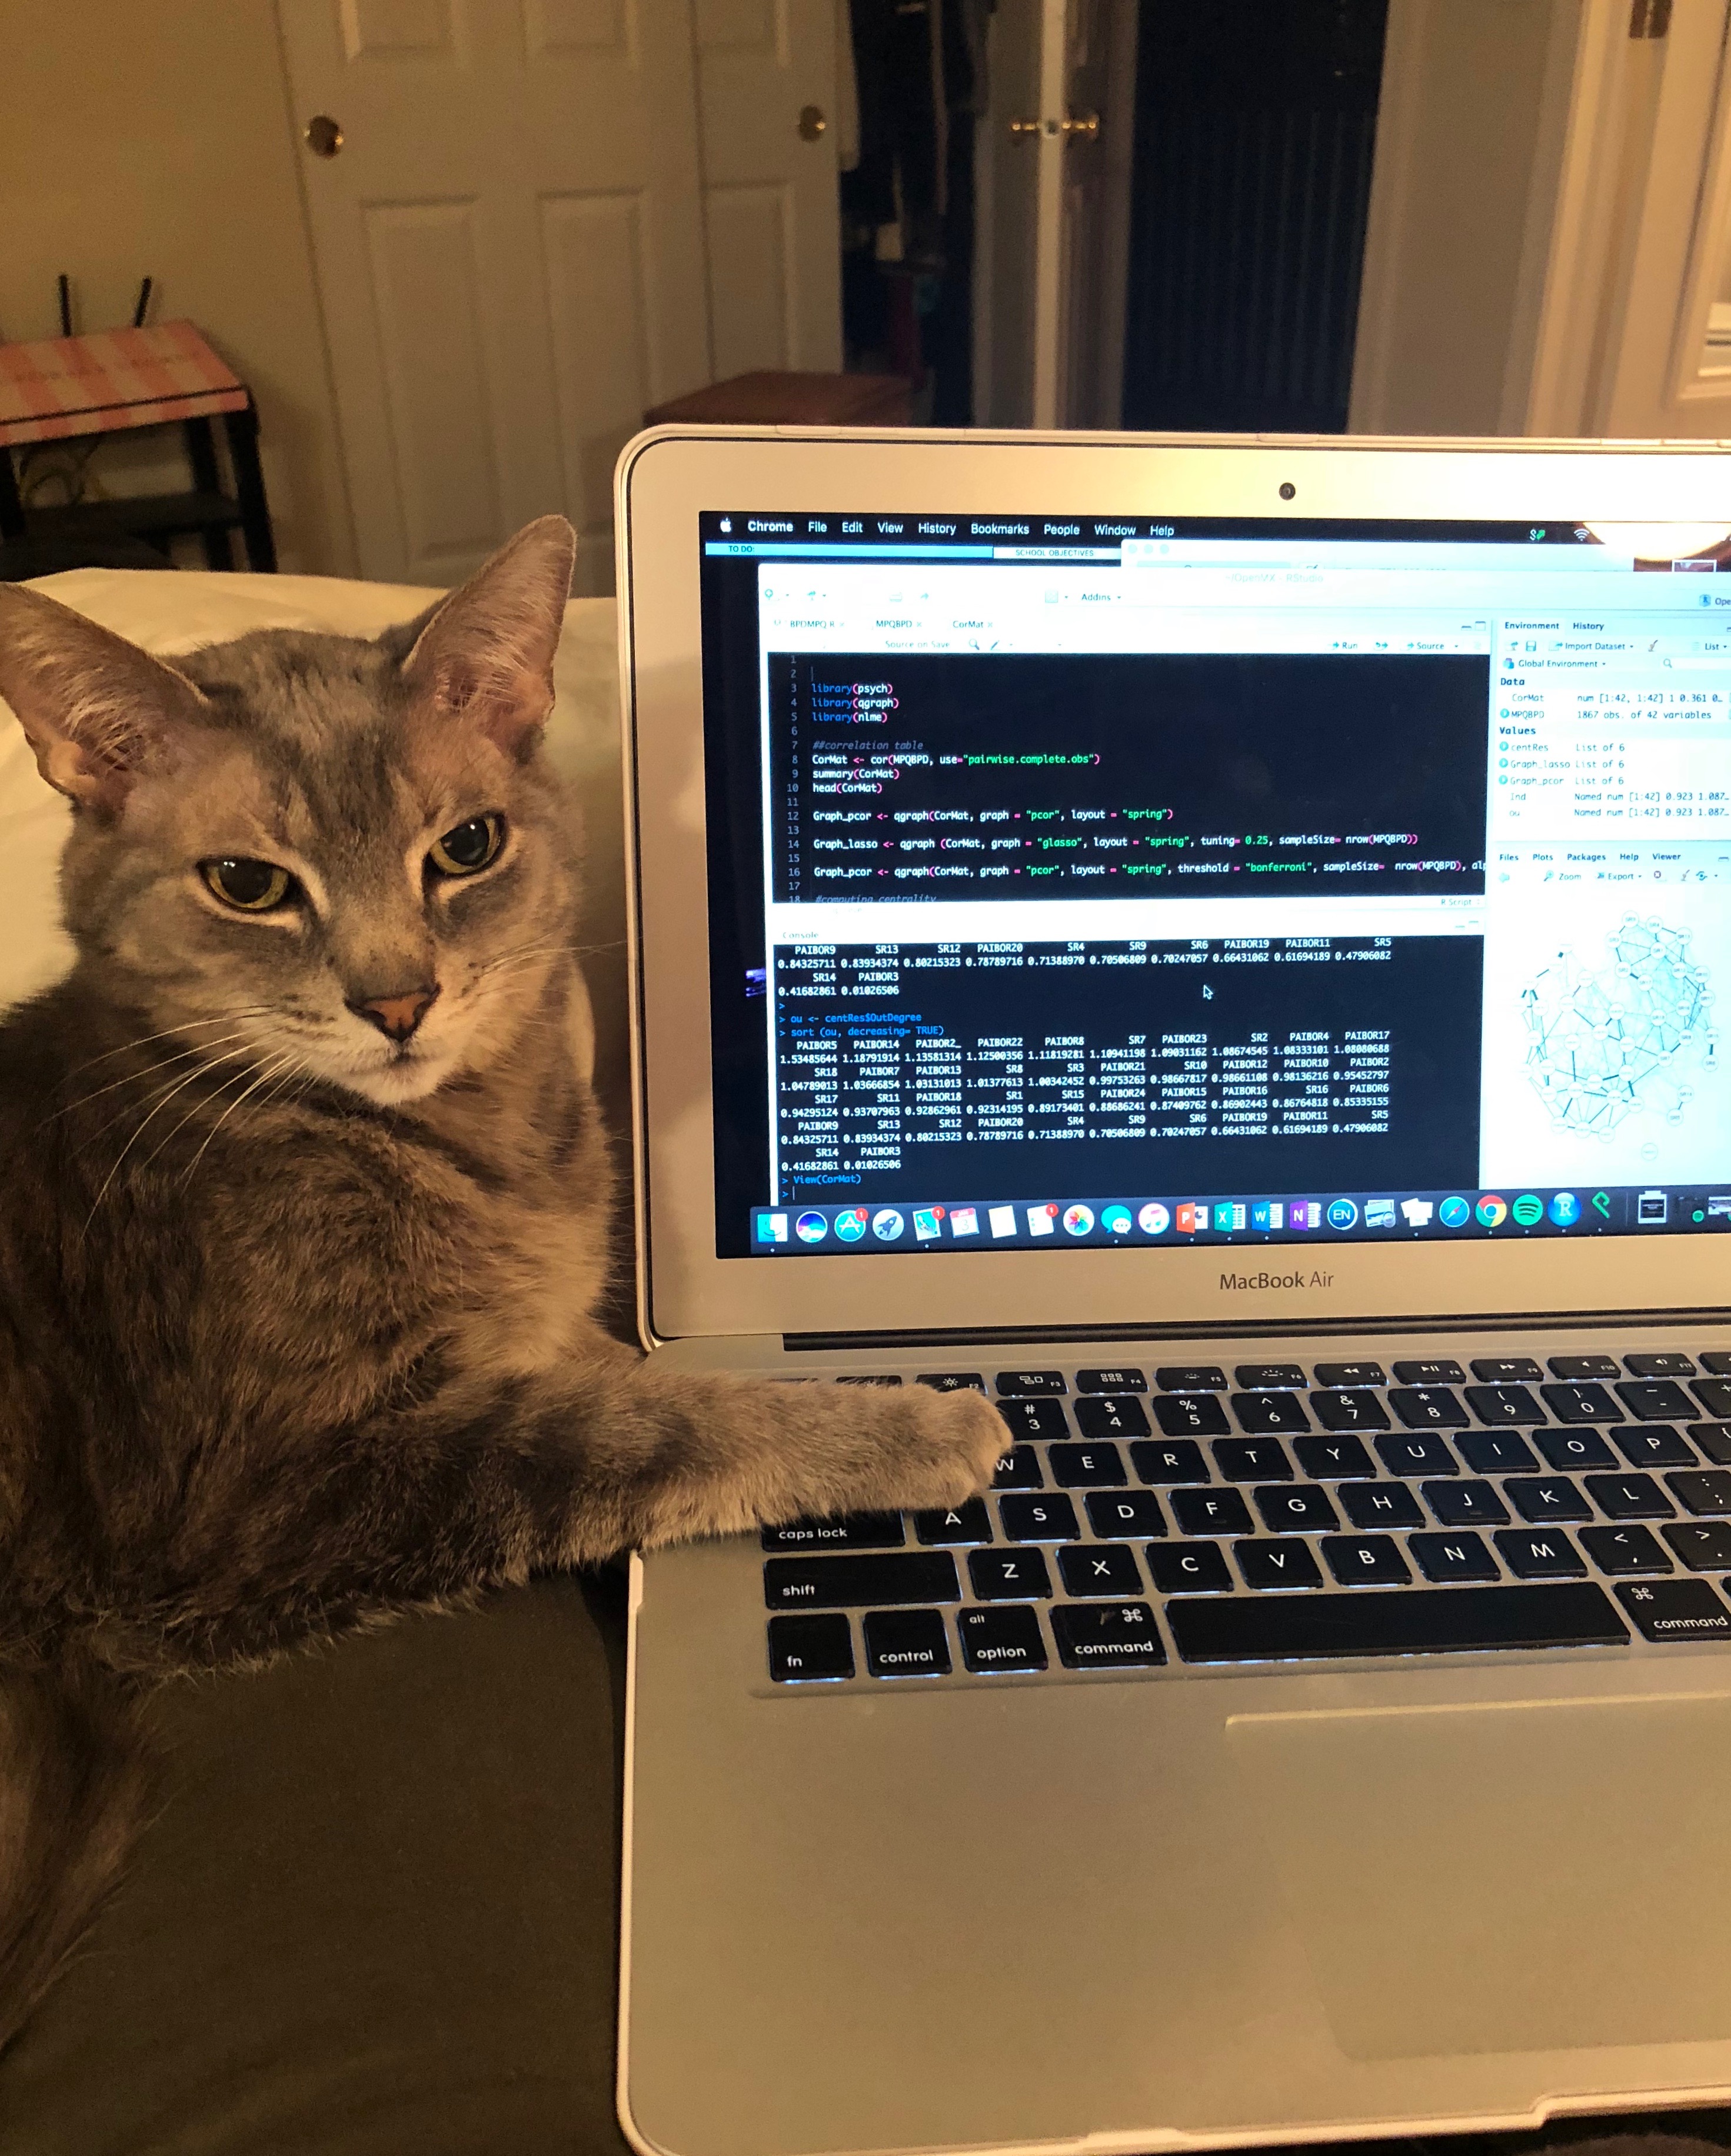 Chrome File Edit View History Bookmarks People Window Help
TO DO: SCHOOL OBJECTIVES
~/OpenMX - RStudio
Addins
BPDMPQ.R MPQBPD CorMat
Source on Save Run Source
1
2
3 library(psych)
4 library(qgraph)
5 library(nlme)
6
7 ##correlation table
8 CorMat <- cor(MPQBPD, use="pairwise.complete.obs")
9 summary(CorMat)
10 head(CorMat)
11
12 Graph_pcor <- qgraph(CorMat, graph = "pcor", layout = "spring")
13
14 Graph_lasso <- qgraph (CorMat, graph = "glasso", layout = "spring", tuning= 0.25, sampleSize= nrow(MPQBPD))
15
16 Graph_pcor <- qgraph(CorMat, graph = "pcor", layout = "spring", threshold = "bonferroni", sampleSize= nrow(MPQBPD), al
17
18 #computing centrality
R Script
Console
PAIBOR9 SR13 SR12 PAIBOR20 SR4 SR9 SR6 PAIBOR19 PAIBOR11 SR5
0.84325711 0.83934374 0.80215323 0.78789716 0.71388970 0.70506809 0.70247057 0.66431062 0.61694189 0.47906082
SR14 PAIBOR3
0.41682861 0.01026506
>
> ou <- centRes$OutDegree
> sort (ou, decreasing= TRUE)
PAIBOR5 PAIBOR14 PAIBOR2_ PAIBOR22 PAIBOR8 SR7 PAIBOR23 SR2 PAIBOR4 PAIBOR17
1.53485644 1.18791914 1.13581314 1.12500356 1.11819281 1.10941198 1.09031162 1.08674545 1.08333101 1.08080688
SR18 PAIBOR7 PAIBOR13 SR8 SR3 PAIBOR21 SR10 PAIBOR12 PAIBOR10 PAIBOR2
1.04789013 1.03666854 1.03131013 1.01377613 1.00342452 0.99753263 0.98667817 0.98661108 0.98136216 0.95452797
SR17 SR11 PAIBOR18 SR1 SR15 PAIBOR24 PAIBOR15 PAIBOR16 SR16 PAIBOR6
0.94295124 0.93707963 0.92862961 0.92314195 0.89173401 0.88686241 0.87409762 0.86902443 0.86764818 0.85335155
PAIBOR9 SR13 SR12 PAIBOR20 SR4 SR9 SR6 PAIBOR19 PAIBOR11 SR5
0.84325711 0.83934374 0.80215323 0.78789716 0.71388970 0.70506809 0.70247057 0.66431062 0.61694189 0.47906082
SR14 PAIBOR3
0.41682861 0.01026506
> View(CorMat)
>
Environment History
Import Dataset List
Global Environment
Data
CorMat num [1:42, 1:42] 1 0.361 0…
MPQBPD 1867 obs. of 42 variables
Values
centRes List of 6
Graph_lasso List of 6
Graph_pcor List of 6
Ind Named num [1:42] 0.923 1.087…
ou Named num [1:42] 0.923 1.087…
Files Plots Packages Help Viewer
Zoom Export
P X W N EN R
MacBook Air
F2 F3 F4 F5 F6 F7 F8 F9 F10 F11
# 3 $ 4 % 5 ^ 6 & 7 * 8 ( 9 ) 0 -
W E R T Y U I O P
caps lock A S D F G H J K L ;
shift Z X C V B N M < , > .
fn control alt option ⌘ command ⌘ command